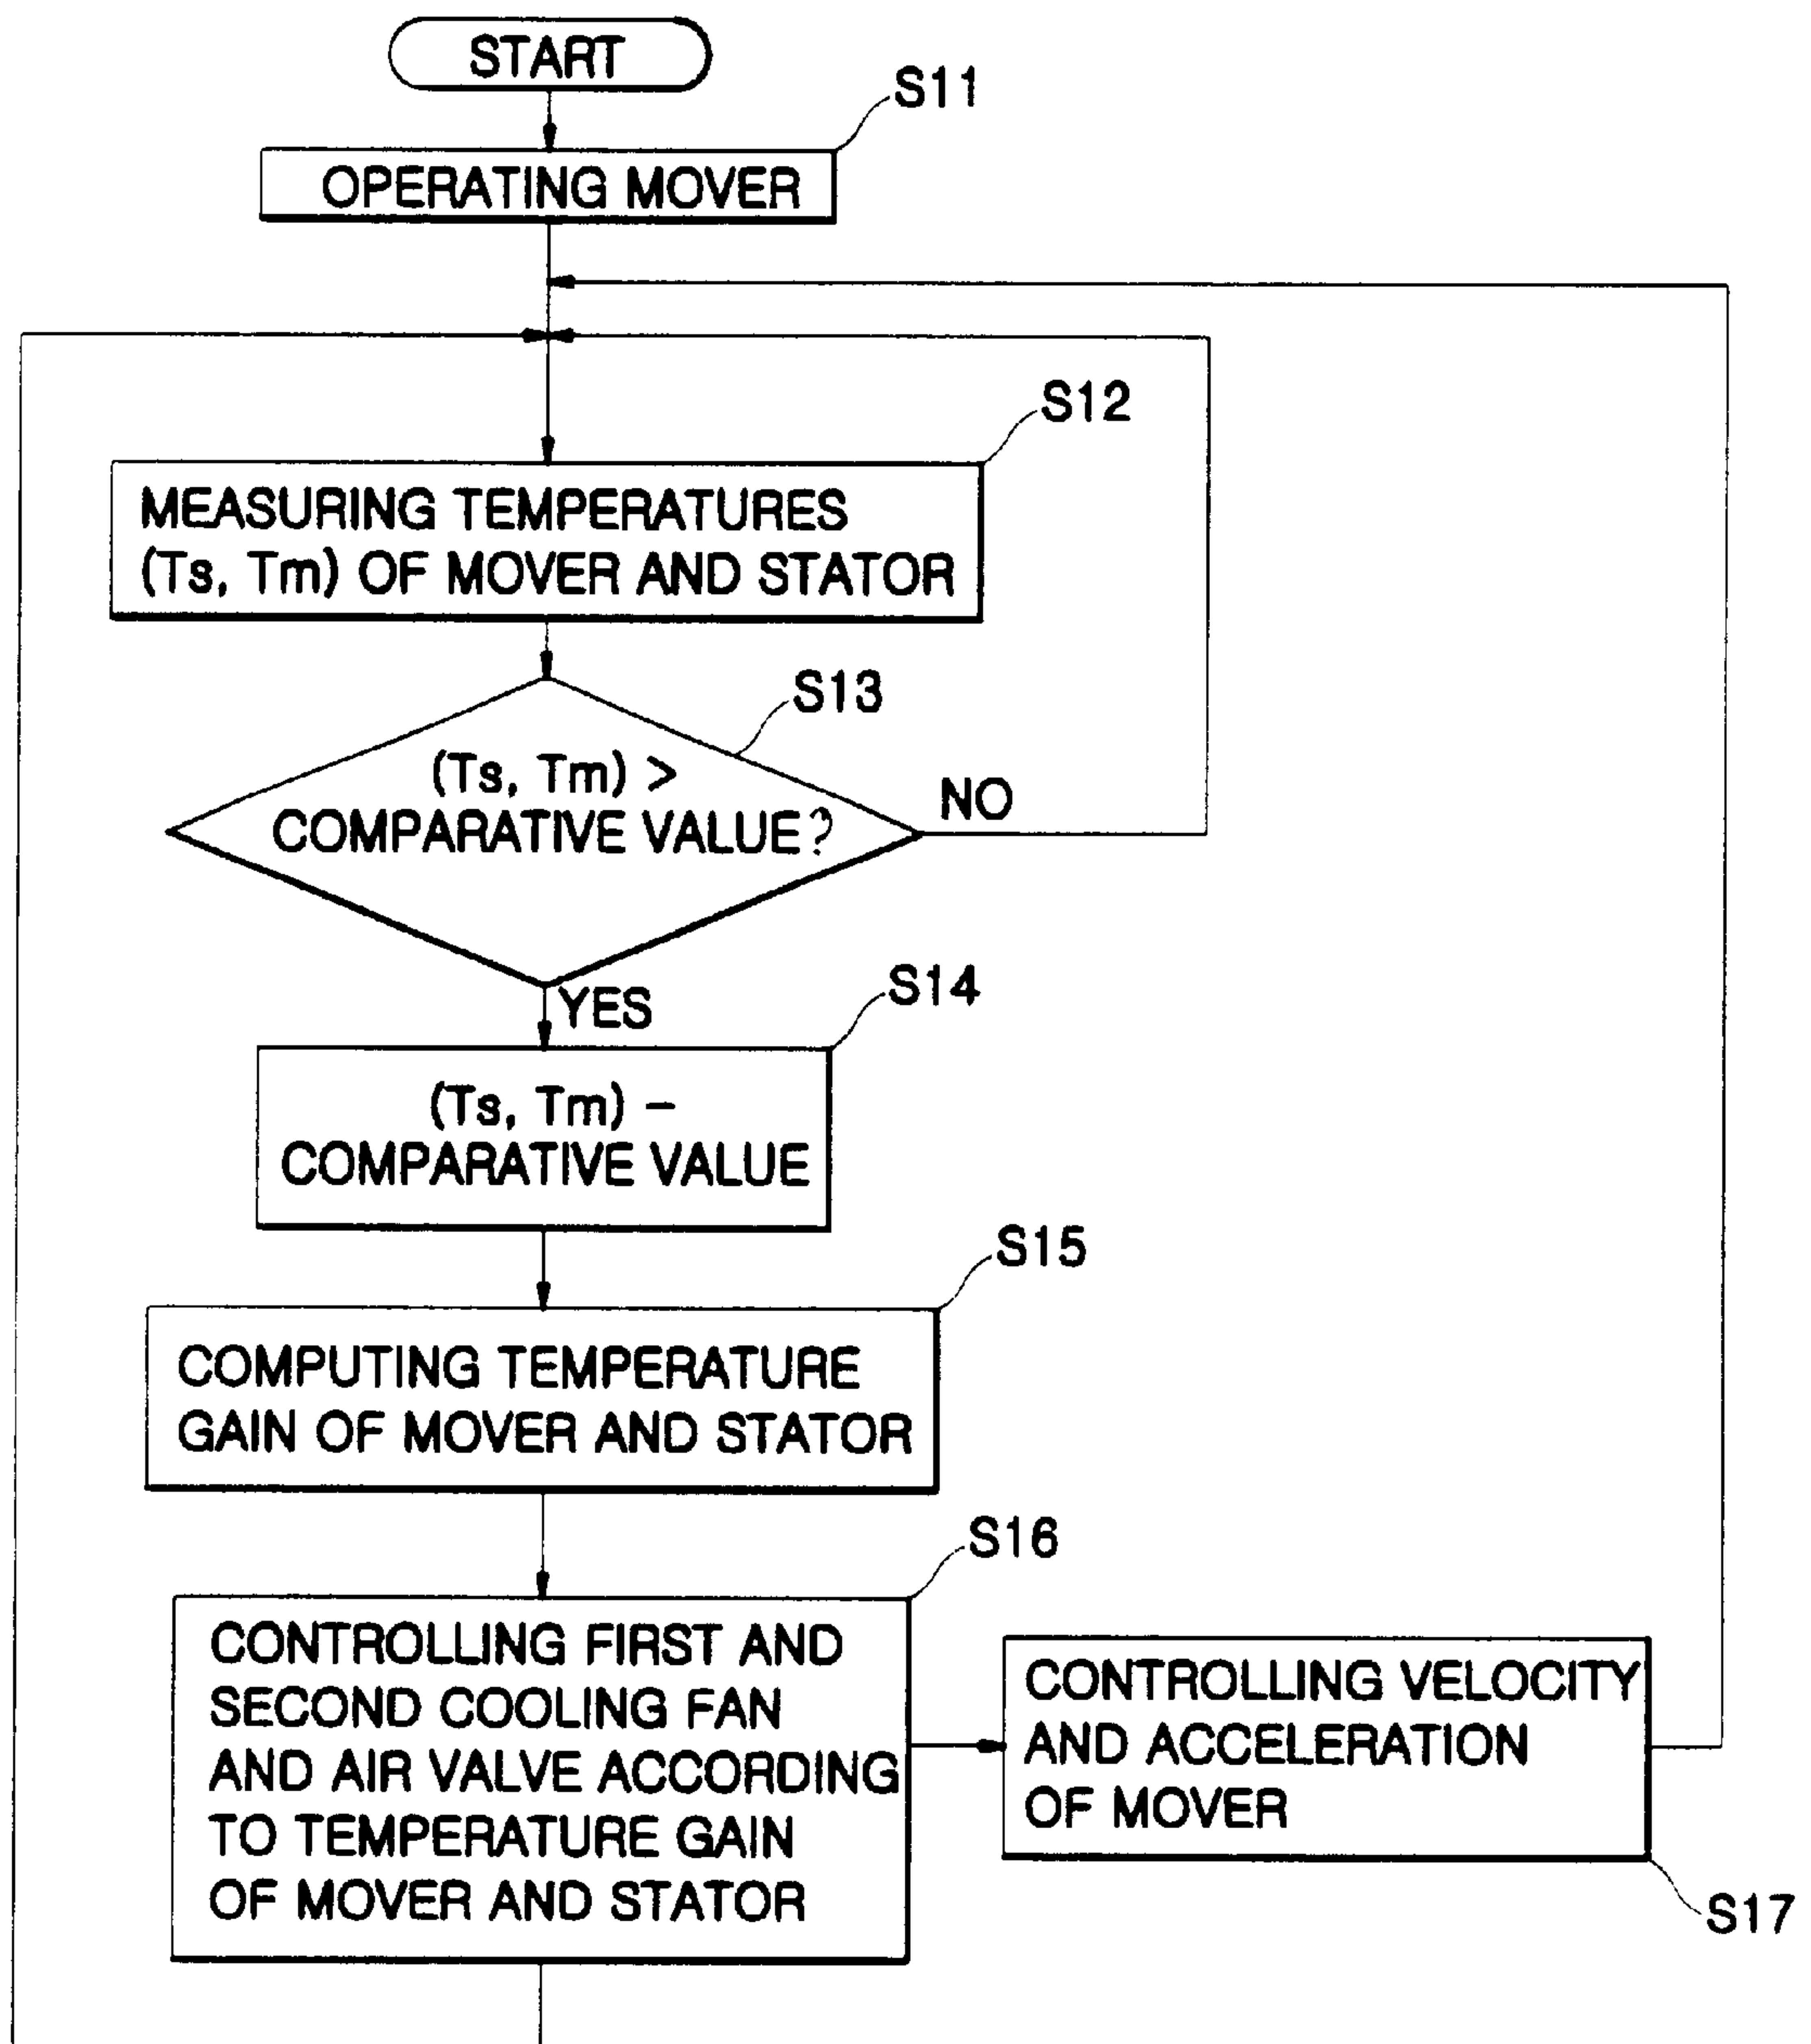 START
S11
OPERATING MOVER
S12
MEASURING TEMPERATURES
(Ts, Tm) OF MOVER AND STATOR
S13
(Ts, Tm) >
COMPARATIVE VALUE?
NO
YES
S14
(Ts, Tm) –
COMPARATIVE VALUE
S15
COMPUTING TEMPERATURE
GAIN OF MOVER AND STATOR
S16
CONTROLLING FIRST AND
SECOND COOLING FAN
AND AIR VALVE ACCORDING
TO TEMPERATURE GAIN
OF MOVER AND STATOR
CONTROLLING VELOCITY
AND ACCELERATION
OF MOVER
S17